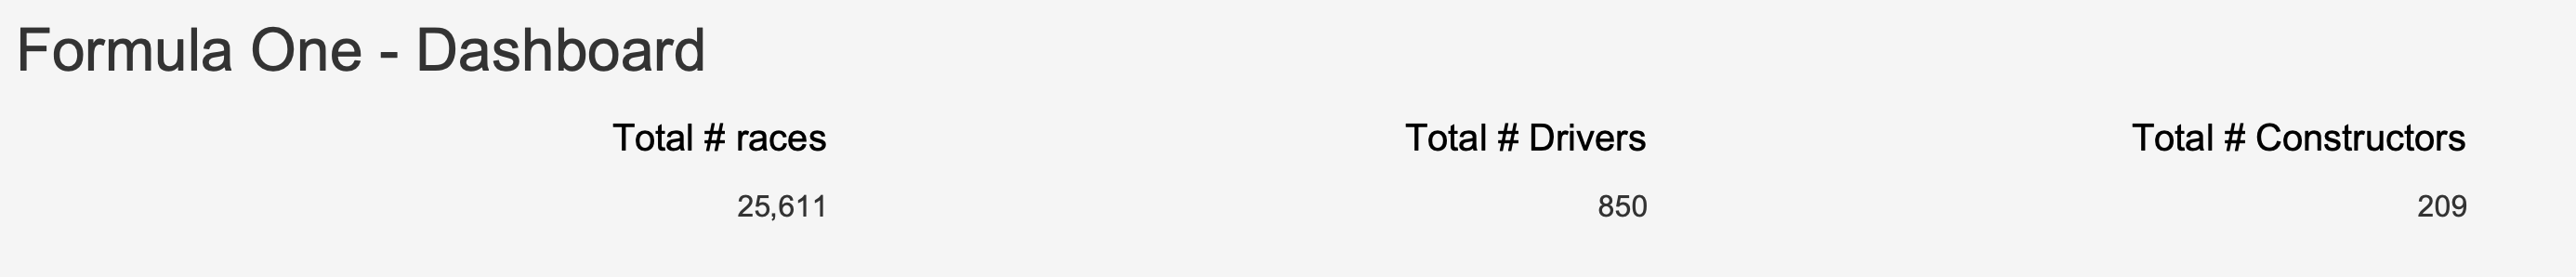 Formula One - Dashboard
Total # races Total # Drivers Total # Constructors
25,611 850 209